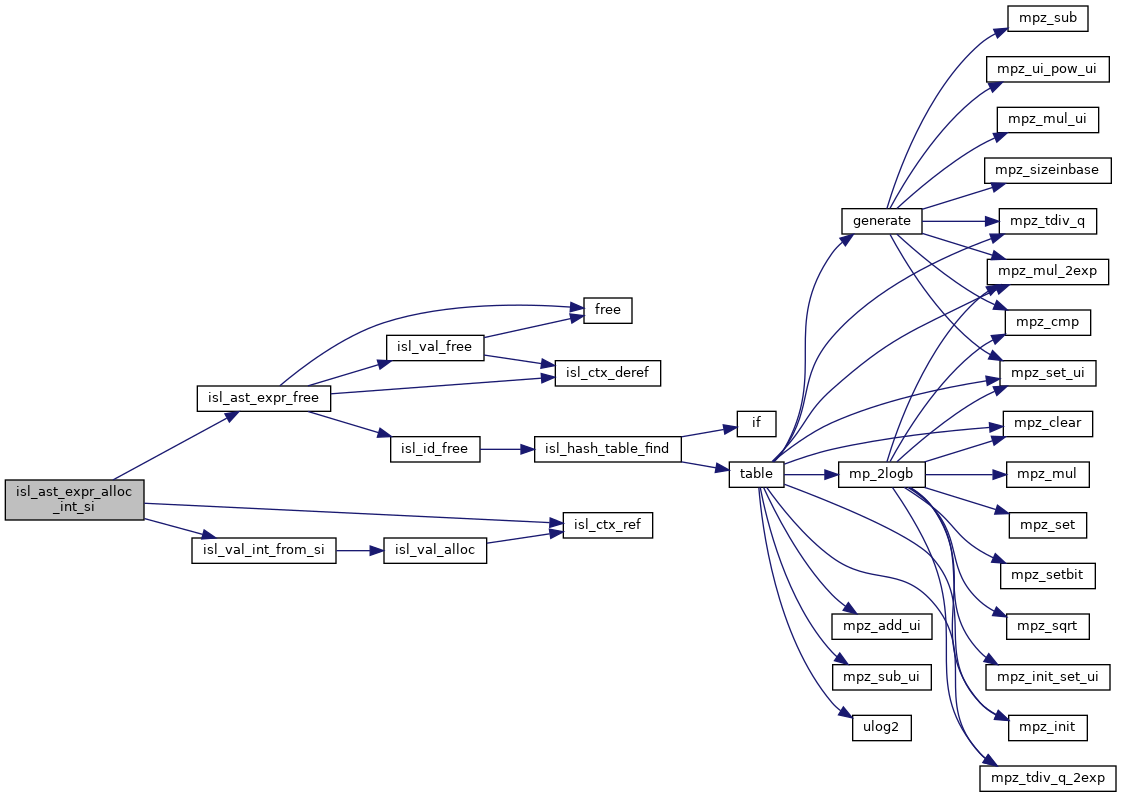 mpz_sub
mpz_ui_pow_ui
mpz_mul_ui
mpz_sizeinbase
generate
mpz_tdiv_q
mpz_mul_2exp
free
mpz_cmp
isl_val_free
isl_ctx_deref
mpz_set_ui
isl_ast_expr_free
if
mpz_clear
isl_id_free
isl_hash_table_find
table
mp_2logb
mpz_mul
isl_ast_expr_alloc
_int_si
isl_ctx_ref
mpz_set
isl_val_int_from_si
isl_val_alloc
mpz_setbit
mpz_add_ui
mpz_sqrt
mpz_sub_ui
mpz_init_set_ui
ulog2
mpz_init
mpz_tdiv_q_2exp